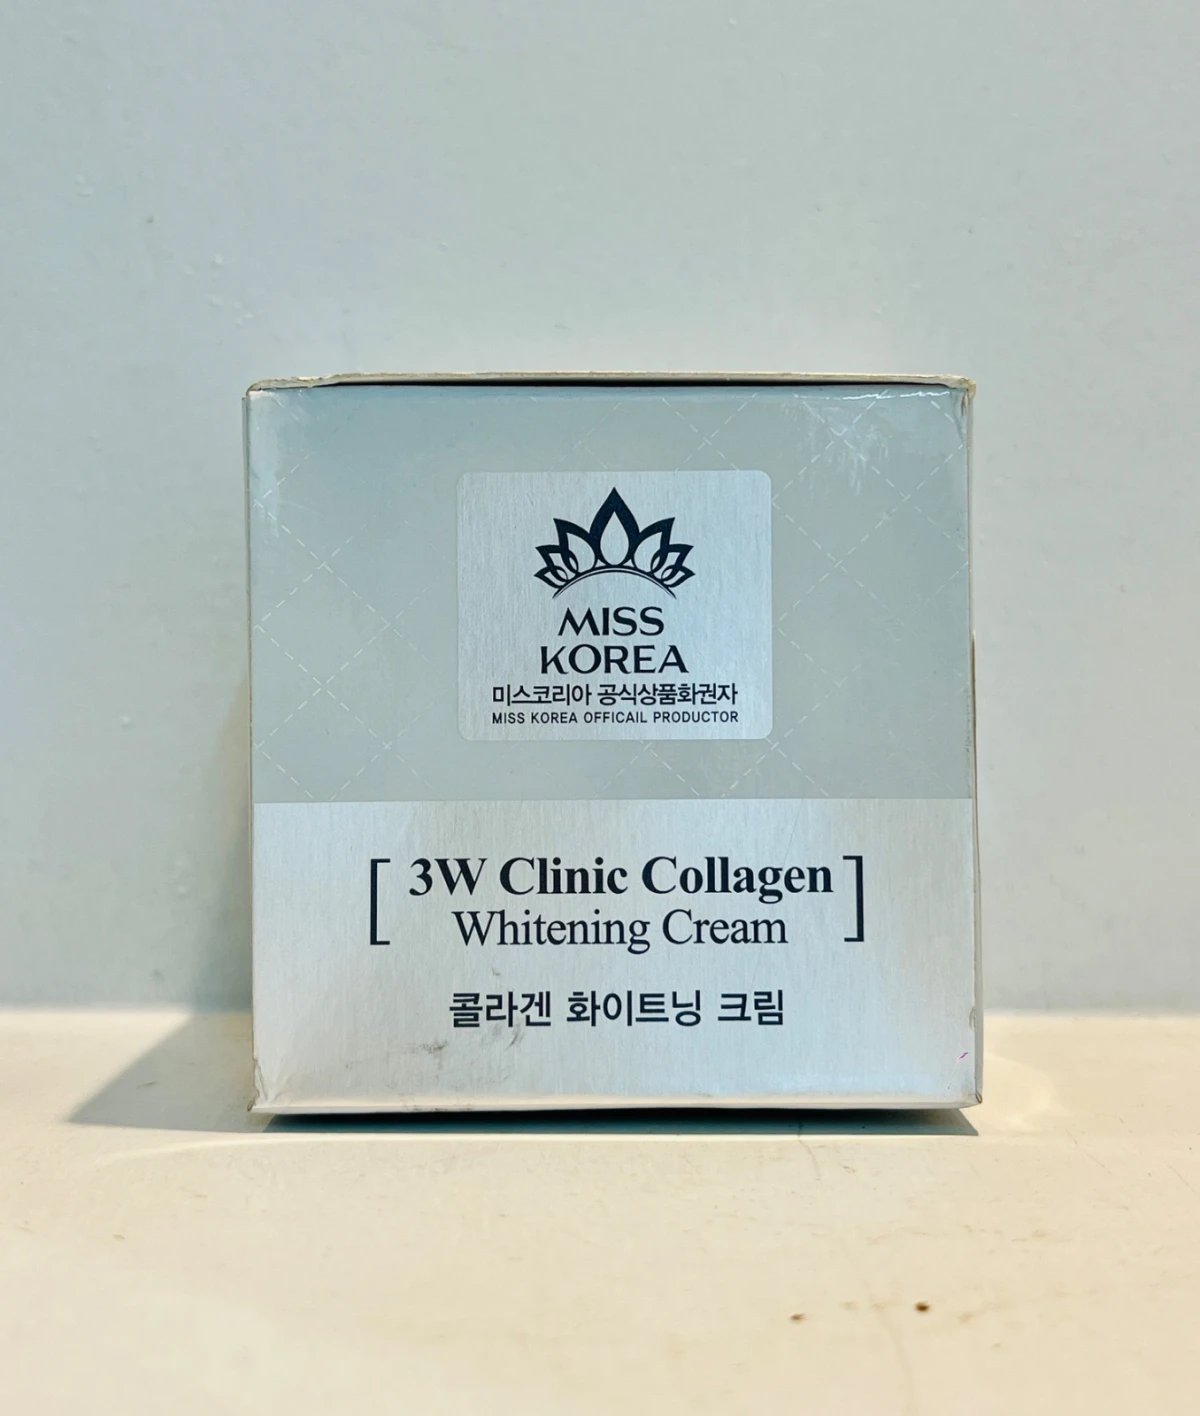 MISS
KOREA
미스코리아 공식상품화권자
MISS KOREA OFFICAIL PRODUCTOR
[ 3W Clinic Collagen
Whitening Cream ]
콜라겐 화이트닝 크림